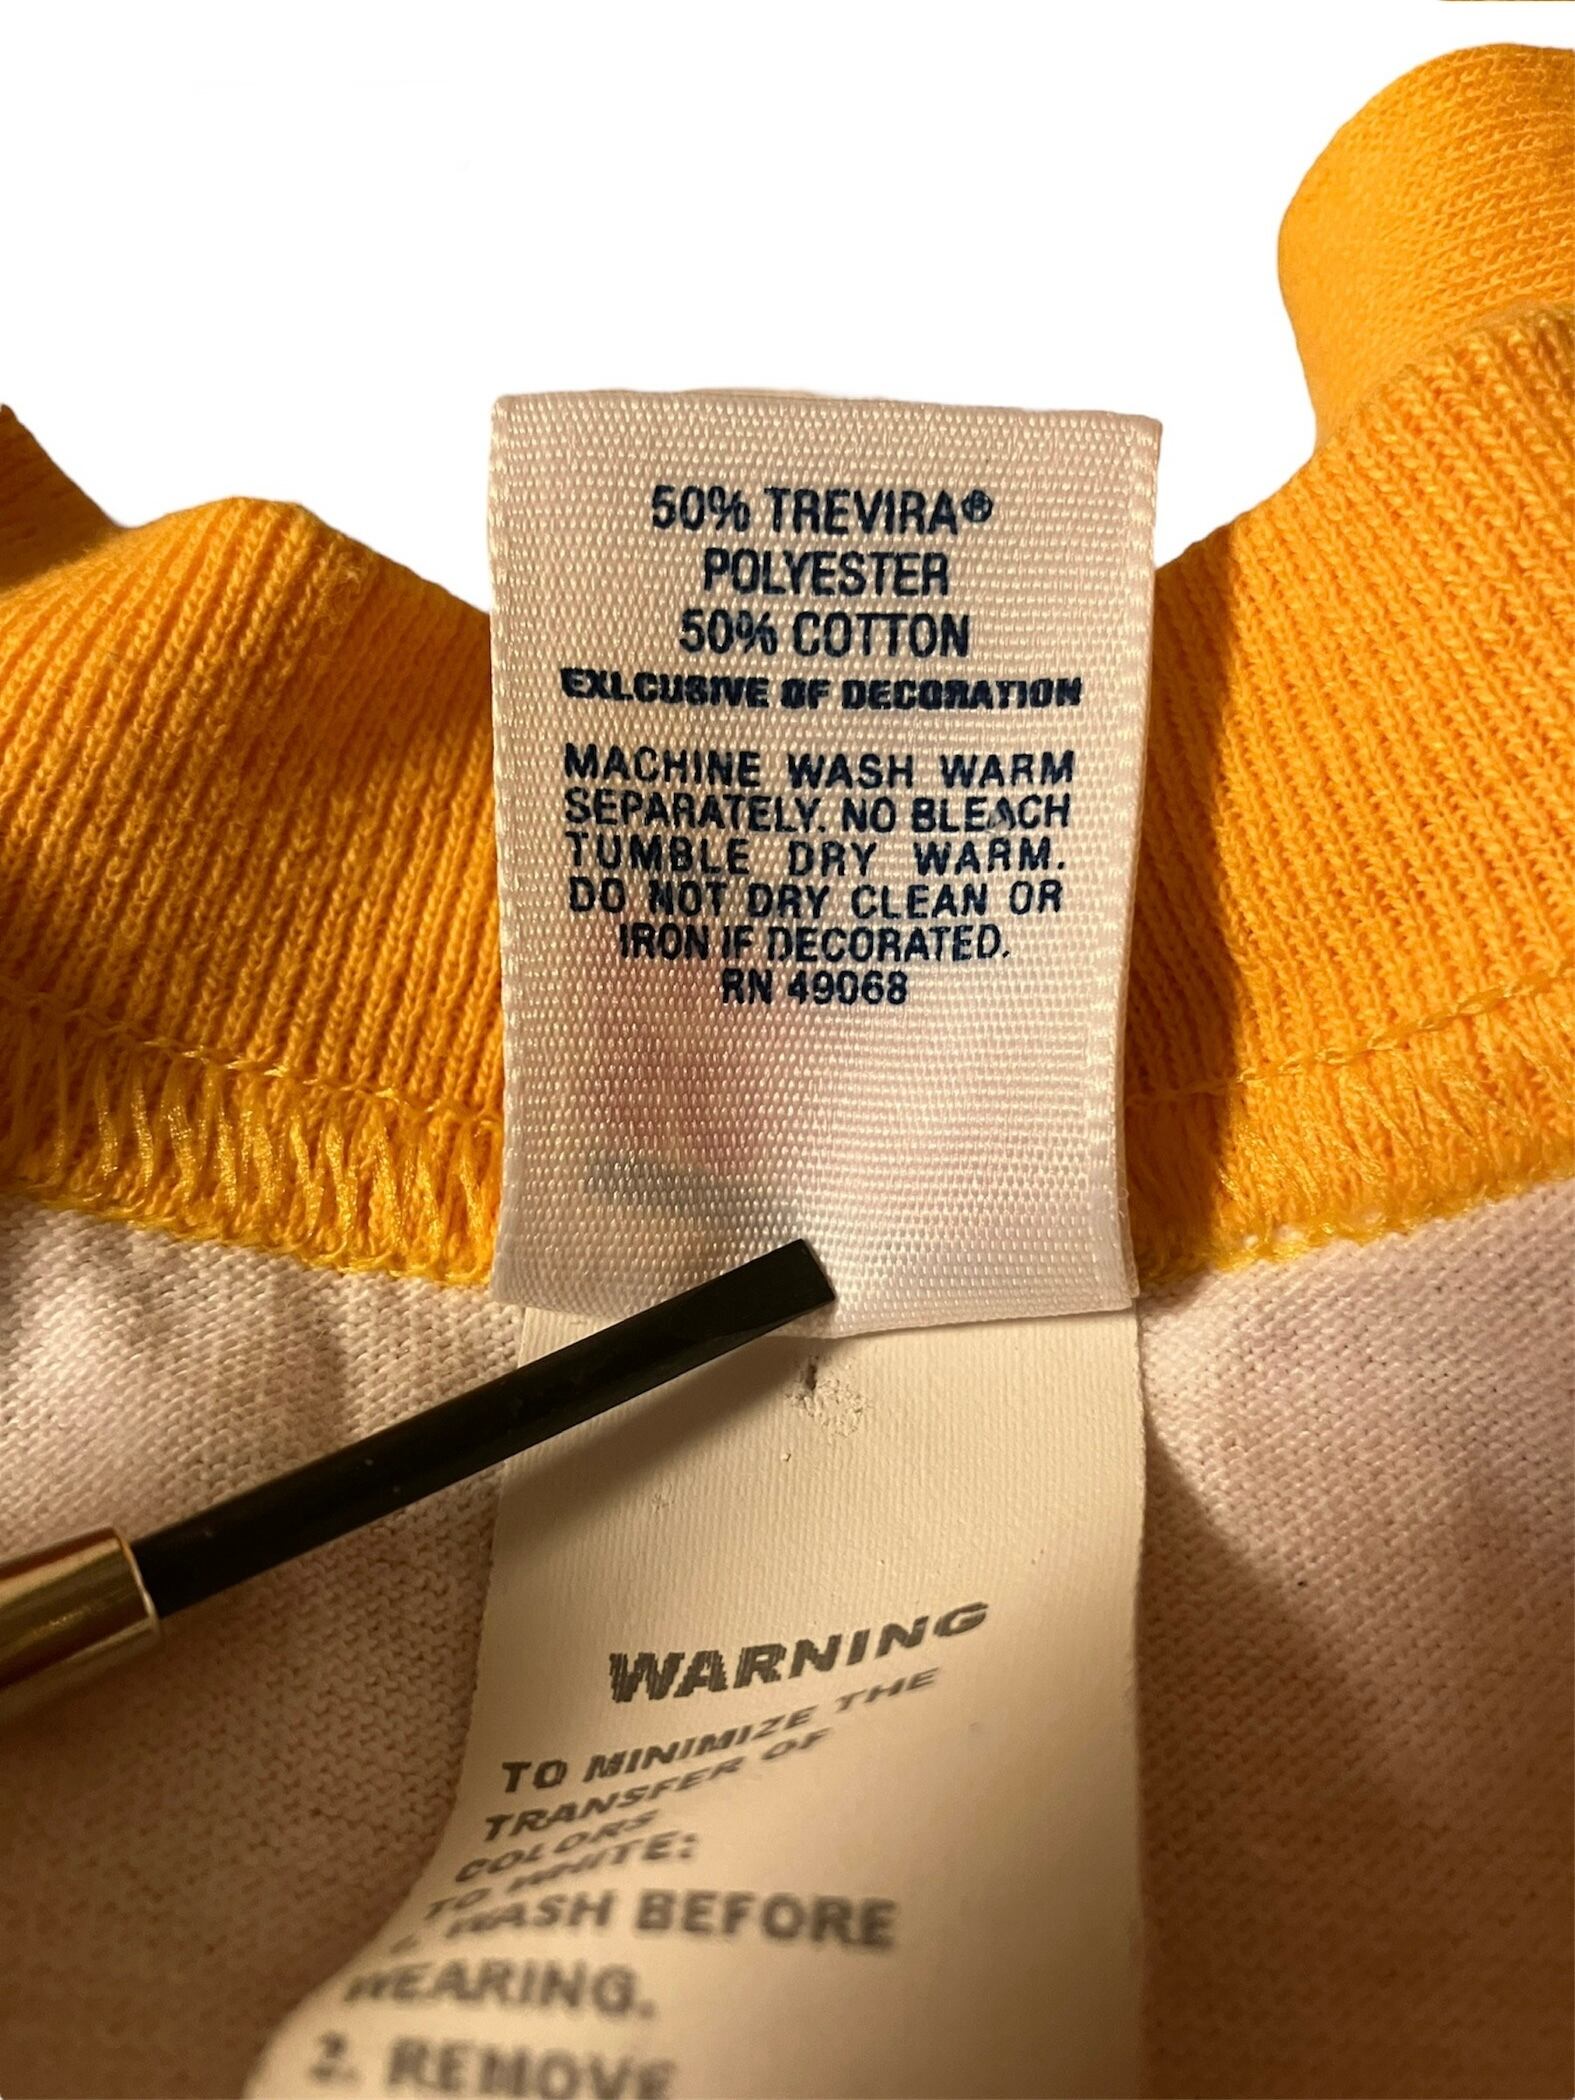 50% TREVIRA®
POLYESTER
50% COTTON
EXLCUSIVE OF DECORATION
MACHINE WASH WARM
SEPARATELY. NO BLEACH
TUMBLE DRY WARM.
DO NOT DRY CLEAN OR
IRON IF DECORATED.
RN 49068
WARNING
TO MINIMIZE THE
TRANSFER OF
COLORS
TO WHITE:
1. WASH BEFORE
WEARING.
2. REMOVE